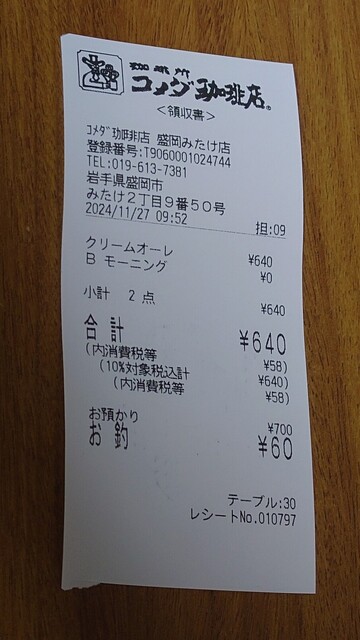 珈琲所
コメダ珈琲店®
＜領収書＞
ｺﾒﾀﾞ珈琲店 盛岡みたけ店
登録番号:T9060001024744
TEL:019-613-7381
岩手県盛岡市
みたけ２丁目９番５０号
2024/11/27 09:52 担:09
クリームオーレ ¥640
Ｂ モーニング ¥0
小計 2 点 ¥640
合計 ¥640
(内消費税等 ¥58)
(10%対象税込計 ¥640)
(内消費税等 ¥58)
お預かり ¥700
お釣 ¥60
テーブル:30
レシートNo.010797